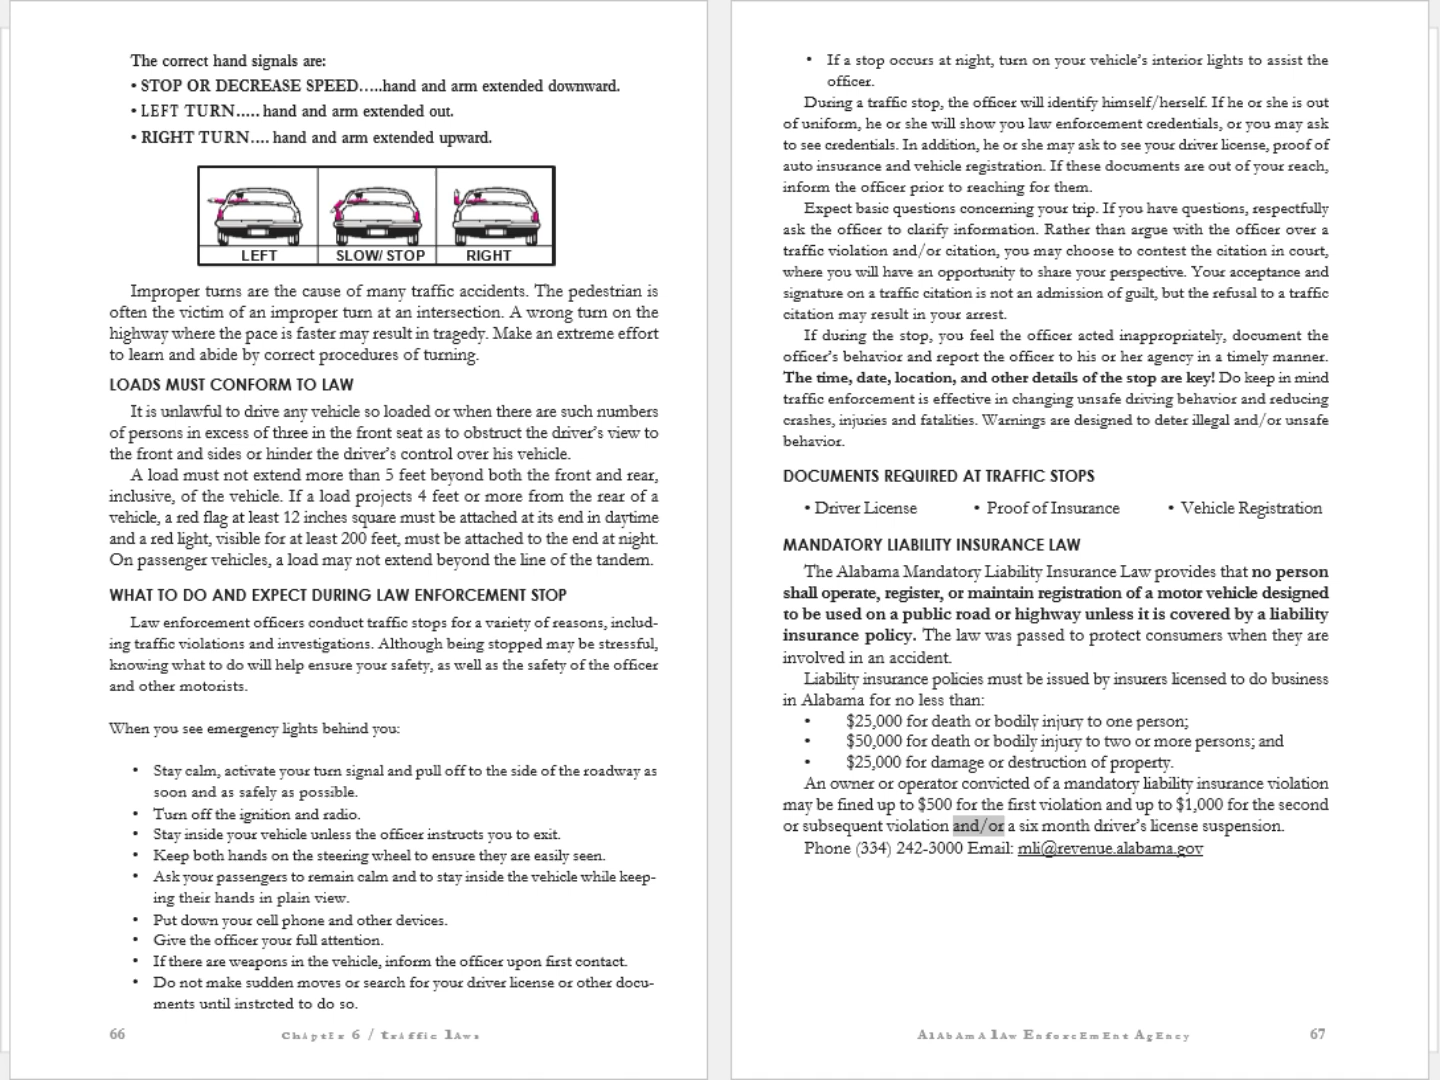 The correct hand signals are:
• STOP OR DECREASE SPEED…..hand and arm extended downward.
• LEFT TURN….. hand and arm extended out.
• RIGHT TURN…. hand and arm extended upward.
LEFT
SLOW/ STOP
RIGHT
Improper turns are the cause of many traffic accidents. The pedestrian is
often the victim of an improper turn at an intersection. A wrong turn on the
highway where the pace is faster may result in tragedy. Make an extreme effort
to learn and abide by correct procedures of turning.
LOADS MUST CONFORM TO LAW
It is unlawful to drive any vehicle so loaded or when there are such numbers
of persons in excess of three in the front seat as to obstruct the driver's view to
the front and sides or hinder the driver's control over his vehicle.
A load must not extend more than 5 feet beyond both the front and rear,
inclusive, of the vehicle. If a load projects 4 feet or more from the rear of a
vehicle, a red flag at least 12 inches square must be attached at its end in daytime
and a red light, visible for at least 200 feet, must be attached to the end at night.
On passenger vehicles, a load may not extend beyond the line of the tandem.
WHAT TO DO AND EXPECT DURING LAW ENFORCEMENT STOP
Law enforcement officers conduct traffic stops for a variety of reasons, includ-
ing traffic violations and investigations. Although being stopped may be stressful,
knowing what to do will help ensure your safety, as well as the safety of the officer
and other motorists.
When you see emergency lights behind you:
• Stay calm, activate your turn signal and pull off to the side of the roadway as
soon and as safely as possible.
• Turn off the ignition and radio.
• Stay inside your vehicle unless the officer instructs you to exit.
• Keep both hands on the steering wheel to ensure they are easily seen.
• Ask your passengers to remain calm and to stay inside the vehicle while keep-
ing their hands in plain view.
• Put down your cell phone and other devices.
• Give the officer your full attention.
• If there are weapons in the vehicle, inform the officer upon first contact.
• Do not make sudden moves or search for your driver license or other docu-
ments until instrcted to do so.
66
Chapter 6 / Traffic Laws
• If a stop occurs at night, turn on your vehicle's interior lights to assist the
officer.
During a traffic stop, the officer will identify himself/herself. If he or she is out
of uniform, he or she will show you law enforcement credentials, or you may ask
to see credentials. In addition, he or she may ask to see your driver license, proof of
auto insurance and vehicle registration. If these documents are out of your reach,
inform the officer prior to reaching for them.
Expect basic questions concerning your trip. If you have questions, respectfully
ask the officer to clarify information. Rather than argue with the officer over a
traffic violation and/or citation, you may choose to contest the citation in court,
where you will have an opportunity to share your perspective. Your acceptance and
signature on a traffic citation is not an admission of guilt, but the refusal to a traffic
citation may result in your arrest.
If during the stop, you feel the officer acted inappropriately, document the
officer's behavior and report the officer to his or her agency in a timely manner.
The time, date, location, and other details of the stop are key! Do keep in mind
traffic enforcement is effective in changing unsafe driving behavior and reducing
crashes, injuries and fatalities. Warnings are designed to deter illegal and/or unsafe
behavior.
DOCUMENTS REQUIRED AT TRAFFIC STOPS
• Driver License • Proof of Insurance • Vehicle Registration
MANDATORY LIABILITY INSURANCE LAW
The Alabama Mandatory Liability Insurance Law provides that no person
shall operate, register, or maintain registration of a motor vehicle designed
to be used on a public road or highway unless it is covered by a liability
insurance policy. The law was passed to protect consumers when they are
involved in an accident.
Liability insurance policies must be issued by insurers licensed to do business
in Alabama for no less than:
• $25,000 for death or bodily injury to one person;
• $50,000 for death or bodily injury to two or more persons; and
• $25,000 for damage or destruction of property.
An owner or operator convicted of a mandatory liability insurance violation
may be fined up to $500 for the first violation and up to $1,000 for the second
or subsequent violation and/or a six month driver's license suspension.
Phone (334) 242-3000 Email: mli@revenue.alabama.gov
Alabama Law Enforcement Agency
67